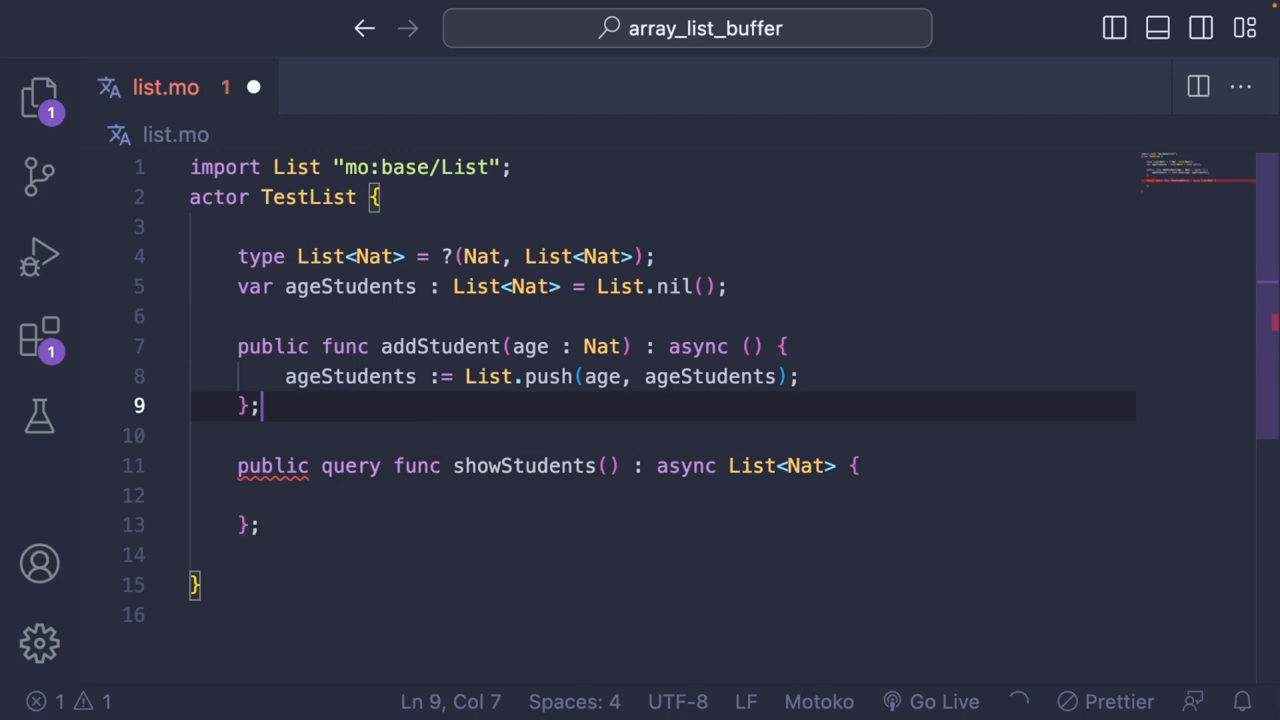 array_list_buffer
list.mo 1
1
list.mo
1 import List "mo:base/List";
2 actor TestList {
3
4 type List<Nat> = ?(Nat, List<Nat>);
5 var ageStudents : List<Nat> = List.nil();
6
7 public func addStudent(age : Nat) : async () {
8 ageStudents := List.push(age, ageStudents);
9 };
10
11 public query func showStudents() : async List<Nat> {
12
13 };
14
15 }
16
1
1 1 Ln 9, Col 7 Spaces: 4 UTF-8 LF Motoko Go Live Prettier